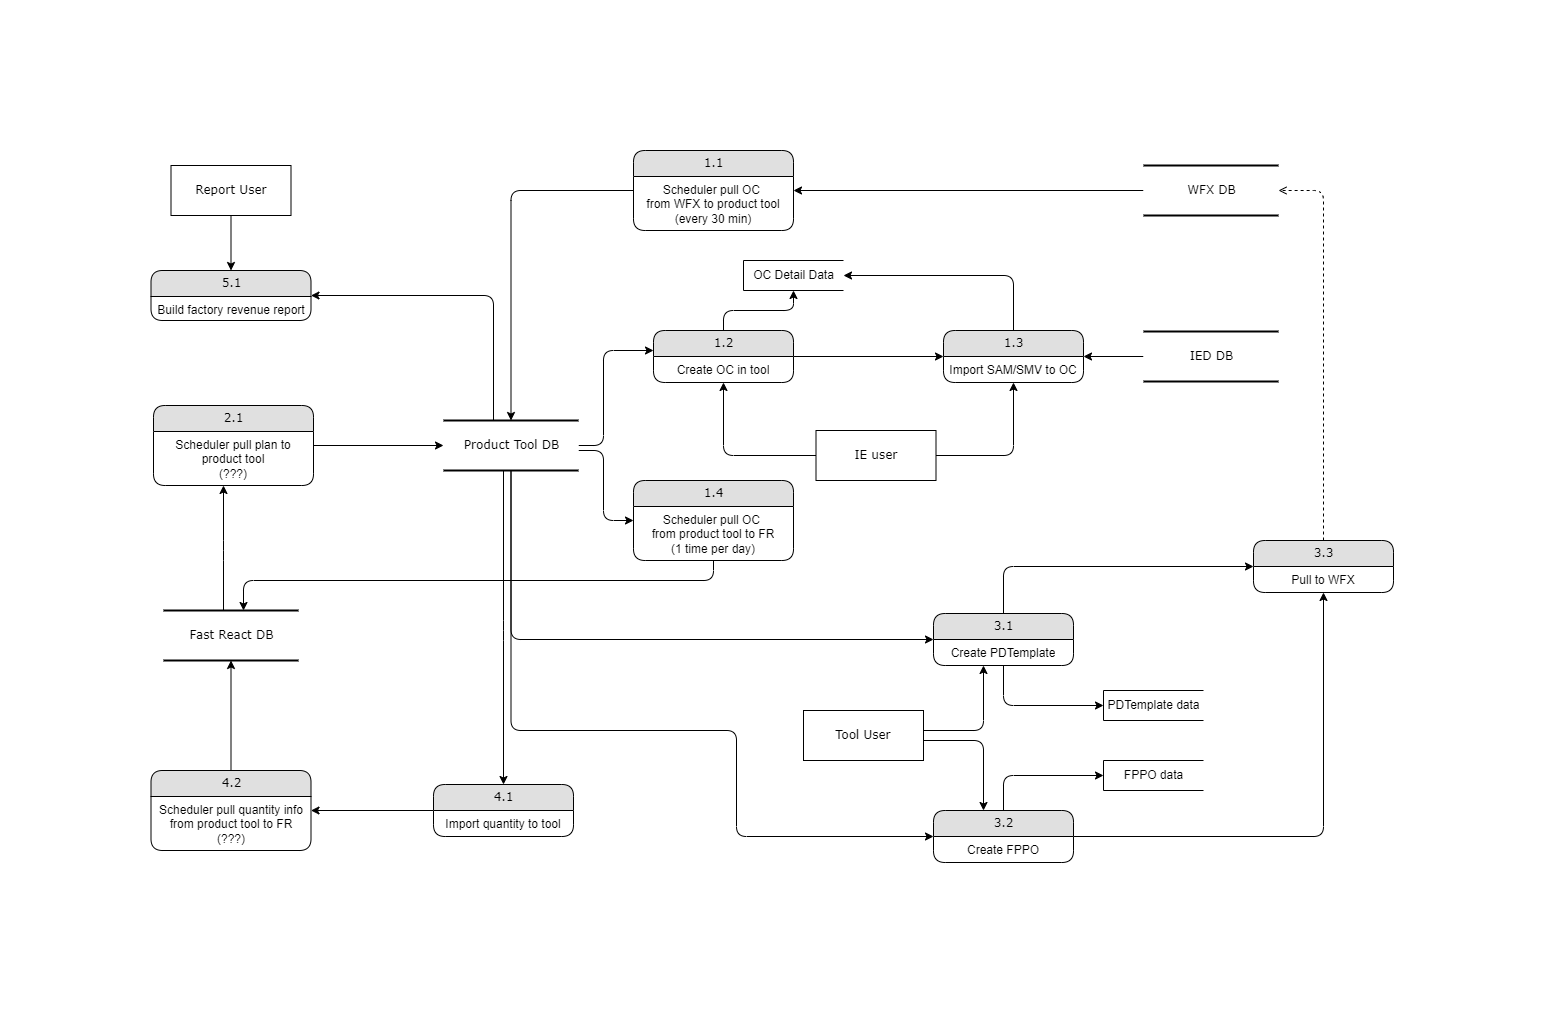 1.1
Scheduler pull OC
from WFX to product tool
(every 30 min)
Report User
WFX DB
5.1
Build factory revenue report
OC Detail Data
1.2
Create OC in tool
1.3
Import SAM/SMV to OC
IED DB
2.1
Scheduler pull plan to
product tool
(???)
Product Tool DB
IE user
1.4
Scheduler pull OC
from product tool to FR
(1 time per day)
3.3
Pull to WFX
Fast React DB
3.1
Create PDTemplate
PDTemplate data
Tool User
FPPO data
4.2
Scheduler pull quantity info
from product tool to FR
(???)
4.1
Import quantity to tool
3.2
Create FPPO